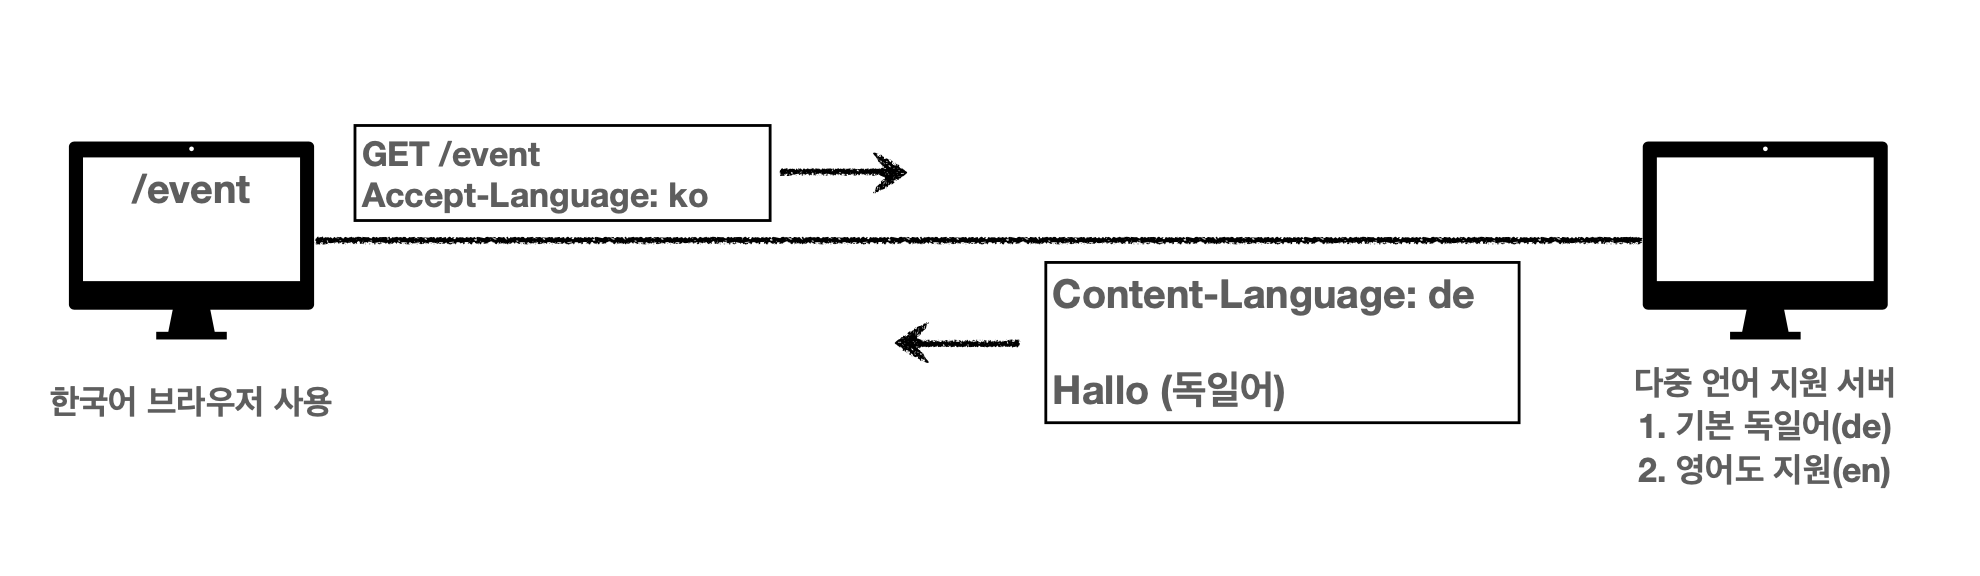 /event
GET /event
Accept-Language: ko
Content-Language: de
Hallo (독일어)
한국어 브라우저 사용
다중 언어 지원 서버
1. 기본 독일어(de)
2. 영어도 지원(en)